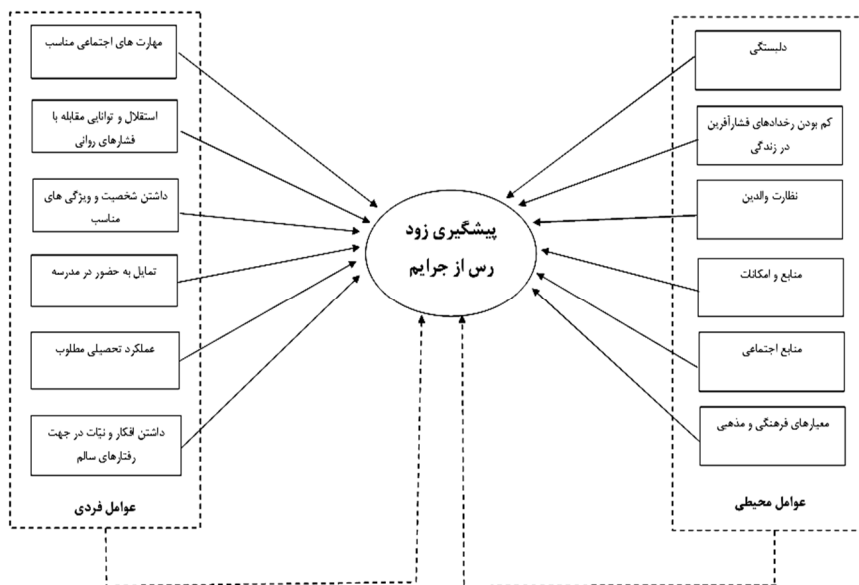 دلبستگی
کم بودن رخدادهای فشارآفرین
در زندگی
نظارت والدین
منابع و امکانات
منابع اجتماعی
معیارهای فرهنگی و مذهبی
عوامل محیطی
پیشگیری زود
رس از جرایم
مهارت های اجتماعی مناسب
استقلال و توانایی مقابله با
فشارهای روانی
داشتن شخصیت و ویژگی های
مناسب
تمایل به حضور در مدرسه
عملکرد تحصیلی مطلوب
داشتن افکار و نیّات در جهت
رفتارهای سالم
عوامل فردی